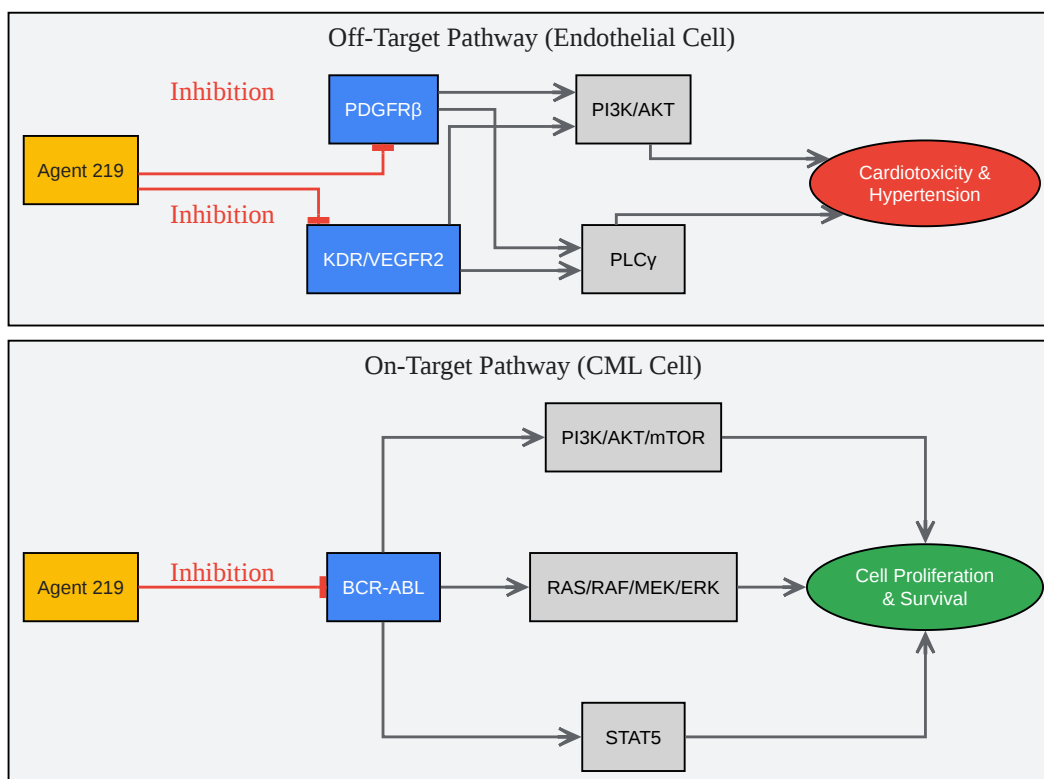 Off-Target Pathway (Endothelial Cell)
Inhibition
PDGFRβ
PI3K/AKT
Agent 219
Cardiotoxicity &
Hypertension
Inhibition
KDR/VEGFR2
PLCγ
On-Target Pathway (CML Cell)
PI3K/AKT/mTOR
Agent 219
Inhibition
BCR-ABL
RAS/RAF/MEK/ERK
Cell Proliferation
& Survival
STAT5